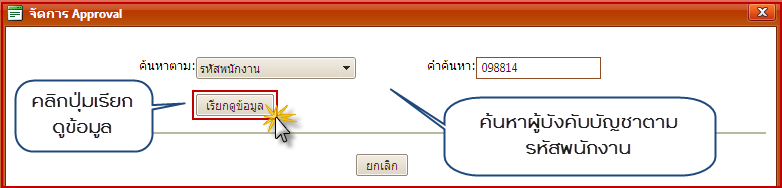 จัดการ Approval
ค้นหาตาม: รหัสพนักงาน คำค้นหา: 098814
คลิกปุ่มเรียก
ดูข้อมูล
เรียกดูข้อมูล
ค้นหาผู้บังคับบัญชาตาม
รหัสพนักงาน
ยกเลิก